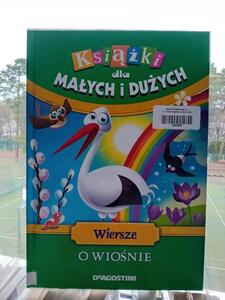 Książki
dla
MAŁYCH i DUŻYCH
Wiersze
O WIOŚNIE
DeAGOSTINI